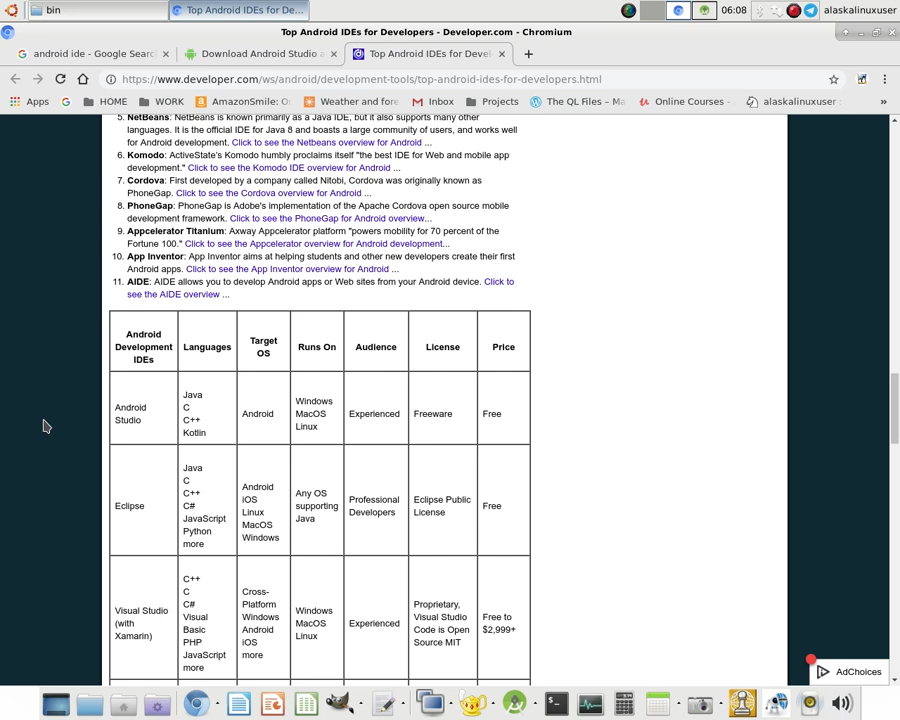 bin
Top Android IDEs for De...
06:08
alaskalinuxuser
Top Android IDEs for Developers - Developer.com - Chromium
android ide - Google Searc
Download Android Studio a
Top Android IDEs for Devel
https://www.developer.com/ws/android/development-tools/top-android-ides-for-developers.html
Apps
HOME
WORK
AmazonSmile: O
Weather and fore
Inbox
Projects
The QL Files – Ma
Online Courses -
alaskalinuxuser
»
5. NetBeans: NetBeans is known primarily as a Java IDE, but it also supports many other
languages. It is the official IDE for Java 8 and boasts a large community of users, and works well
for Android development. Click to see the Netbeans overview for Android ...
6. Komodo: ActiveState's Komodo humbly proclaims itself "the best IDE for Web and mobile app
development." Click to see the Komodo IDE overview for Android ...
7. Cordova: First developed by a company called Nitobi, Cordova was originally known as
PhoneGap. Click to see the Cordova overview for Android ...
8. PhoneGap: PhoneGap is Adobe's implementation of the Apache Cordova open source mobile
development framework. Click to see the PhoneGap for Android overview...
9. Appcelerator Titanium: Axway Appcelerator platform "powers mobility for 70 percent of the
Fortune 100." Click to see the Appcelerator overview for Android development...
10. App Inventor: App Inventor aims at helping students and other new developers create their first
Android apps. Click to see the App Inventor overview for Android ...
11. AIDE: AIDE allows you to develop Android apps or Web sites from your Android device. Click to
see the AIDE overview ...
Android
Development
IDEs
Languages
Target
OS
Runs On
Audience
License
Price
Android
Studio
Java
C
C++
Kotlin
Android
Windows
MacOS
Linux
Experienced
Freeware
Free
Eclipse
Java
C
C++
C#
JavaScript
Python
more
Android
iOS
Linux
MacOS
Windows
Any OS
supporting
Java
Professional
Developers
Eclipse Public
License
Free
Visual Studio
(with
Xamarin)
C++
C
C#
Visual
Basic
PHP
JavaScript
more
Cross-
Platform
Windows
Android
iOS
more
Windows
MacOS
Linux
Experienced
Proprietary,
Visual Studio
Code is Open
Source MIT
Free to
$2,999+
AdChoices